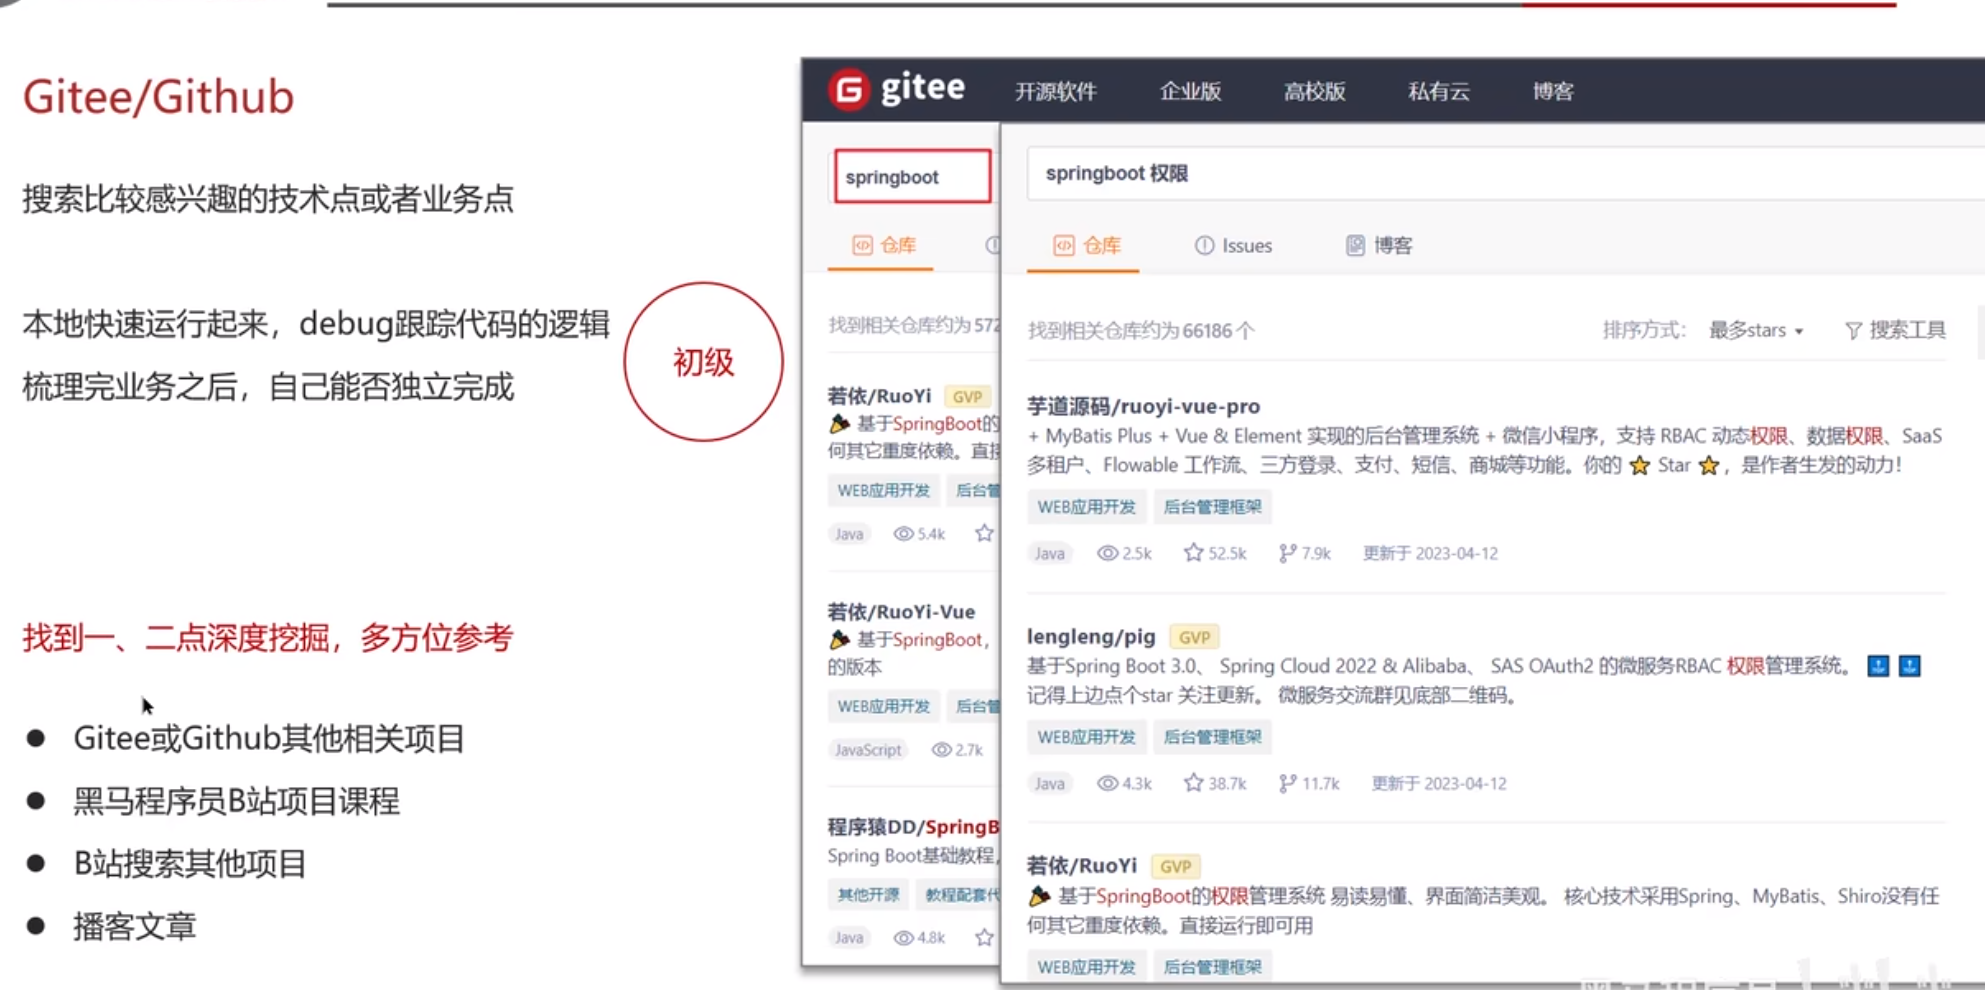 Gitee/Github
搜索比较感兴趣的技术点或者业务点
本地快速运行起来，debug跟踪代码的逻辑
梳理完业务之后，自己能否独立完成
初级
找到一、二点深度挖掘，多方位参考
Gitee或Github其他相关项目
黑马程序员B站项目课程
B站搜索其他项目
播客文章
gitee 开源软件 企业版 高校版 私有云 博客
springboot
仓库
找到相关仓库约为 572
若依/RuoYi GVP
基于SpringBoot的
何其它重度依赖。直接
WEB应用开发 后台管
Java 5.4k
若依/RuoYi-Vue
基于SpringBoot，
的版本
WEB应用开发 后台管
JavaScript 2.7k
程序猿DD/SpringB
Spring Boot基础教程，
其他开源 教程配套代
Java 4.8k
springboot 权限
仓库 Issues 博客
找到相关仓库约为 66186 个 排序方式： 最多stars 搜索工具
芋道源码/ruoyi-vue-pro
+ MyBatis Plus + Vue & Element 实现的后台管理系统 + 微信小程序，支持 RBAC 动态权限、数据权限、SaaS
多租户、Flowable 工作流、三方登录、支付、短信、商城等功能。你的 ⭐ Star ⭐，是作者生发的动力！
WEB应用开发 后台管理框架
Java 2.5k 52.5k 7.9k 更新于 2023-04-12
lengleng/pig GVP
基于Spring Boot 3.0、 Spring Cloud 2022 & Alibaba、 SAS OAuth2 的微服务RBAC 权限管理系统。
记得上边点个star 关注更新。 微服务交流群见底部二维码。
WEB应用开发 后台管理框架
Java 4.3k 38.7k 11.7k 更新于 2023-04-12
若依/RuoYi GVP
基于SpringBoot的权限管理系统 易读易懂、界面简洁美观。 核心技术采用Spring、MyBatis、Shiro没有任
何其它重度依赖。直接运行即可用
WEB应用开发 后台管理框架